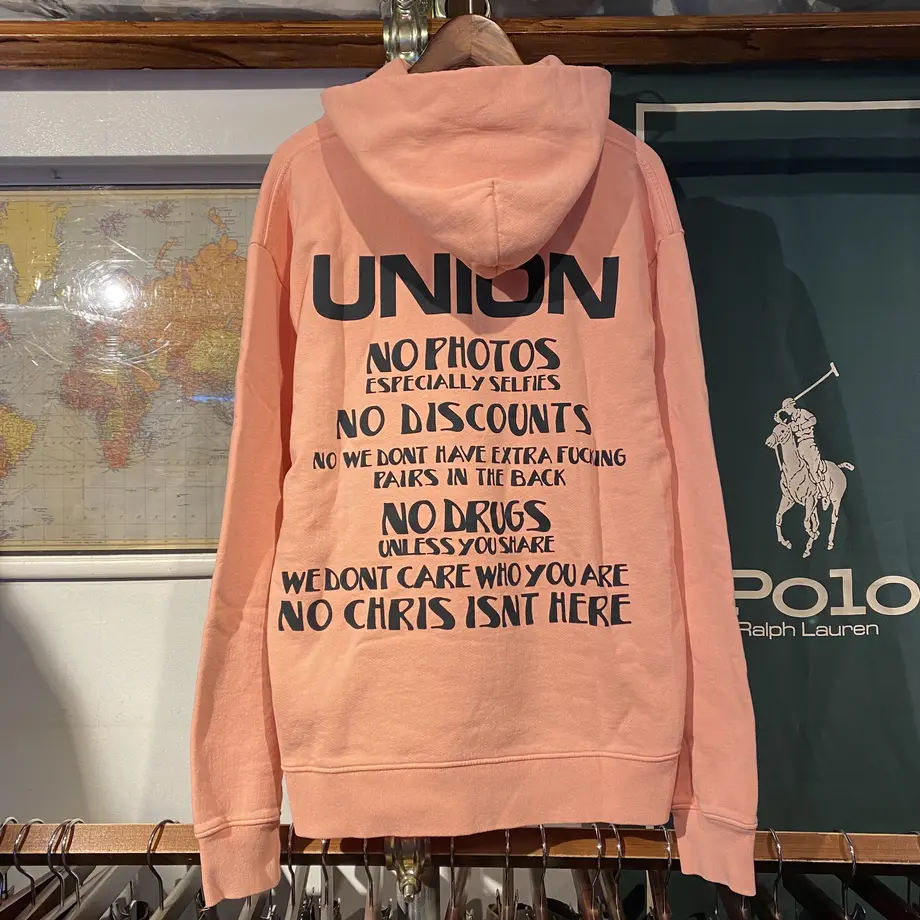 UNION
NO PHOTOS
ESPECIALLY SELFIES
NO DISCOUNTS
NO WE DONT HAVE EXTRA FUCKING
PAIRS IN THE BACK
NO DRUGS
UNLESS YOU SHARE
WE DONT CARE WHO YOU ARE
NO CHRIS ISNT HERE
Polo
Ralph Lauren